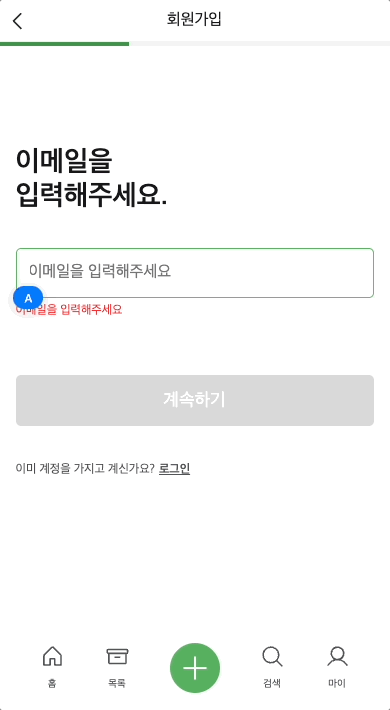 회원가입
이메일을
입력해주세요.
이메일을 입력해주세요
A
이메일을 입력해주세요
계속하기
이미 계정을 가지고 계신가요? 로그인
홈
목록
검색
마이